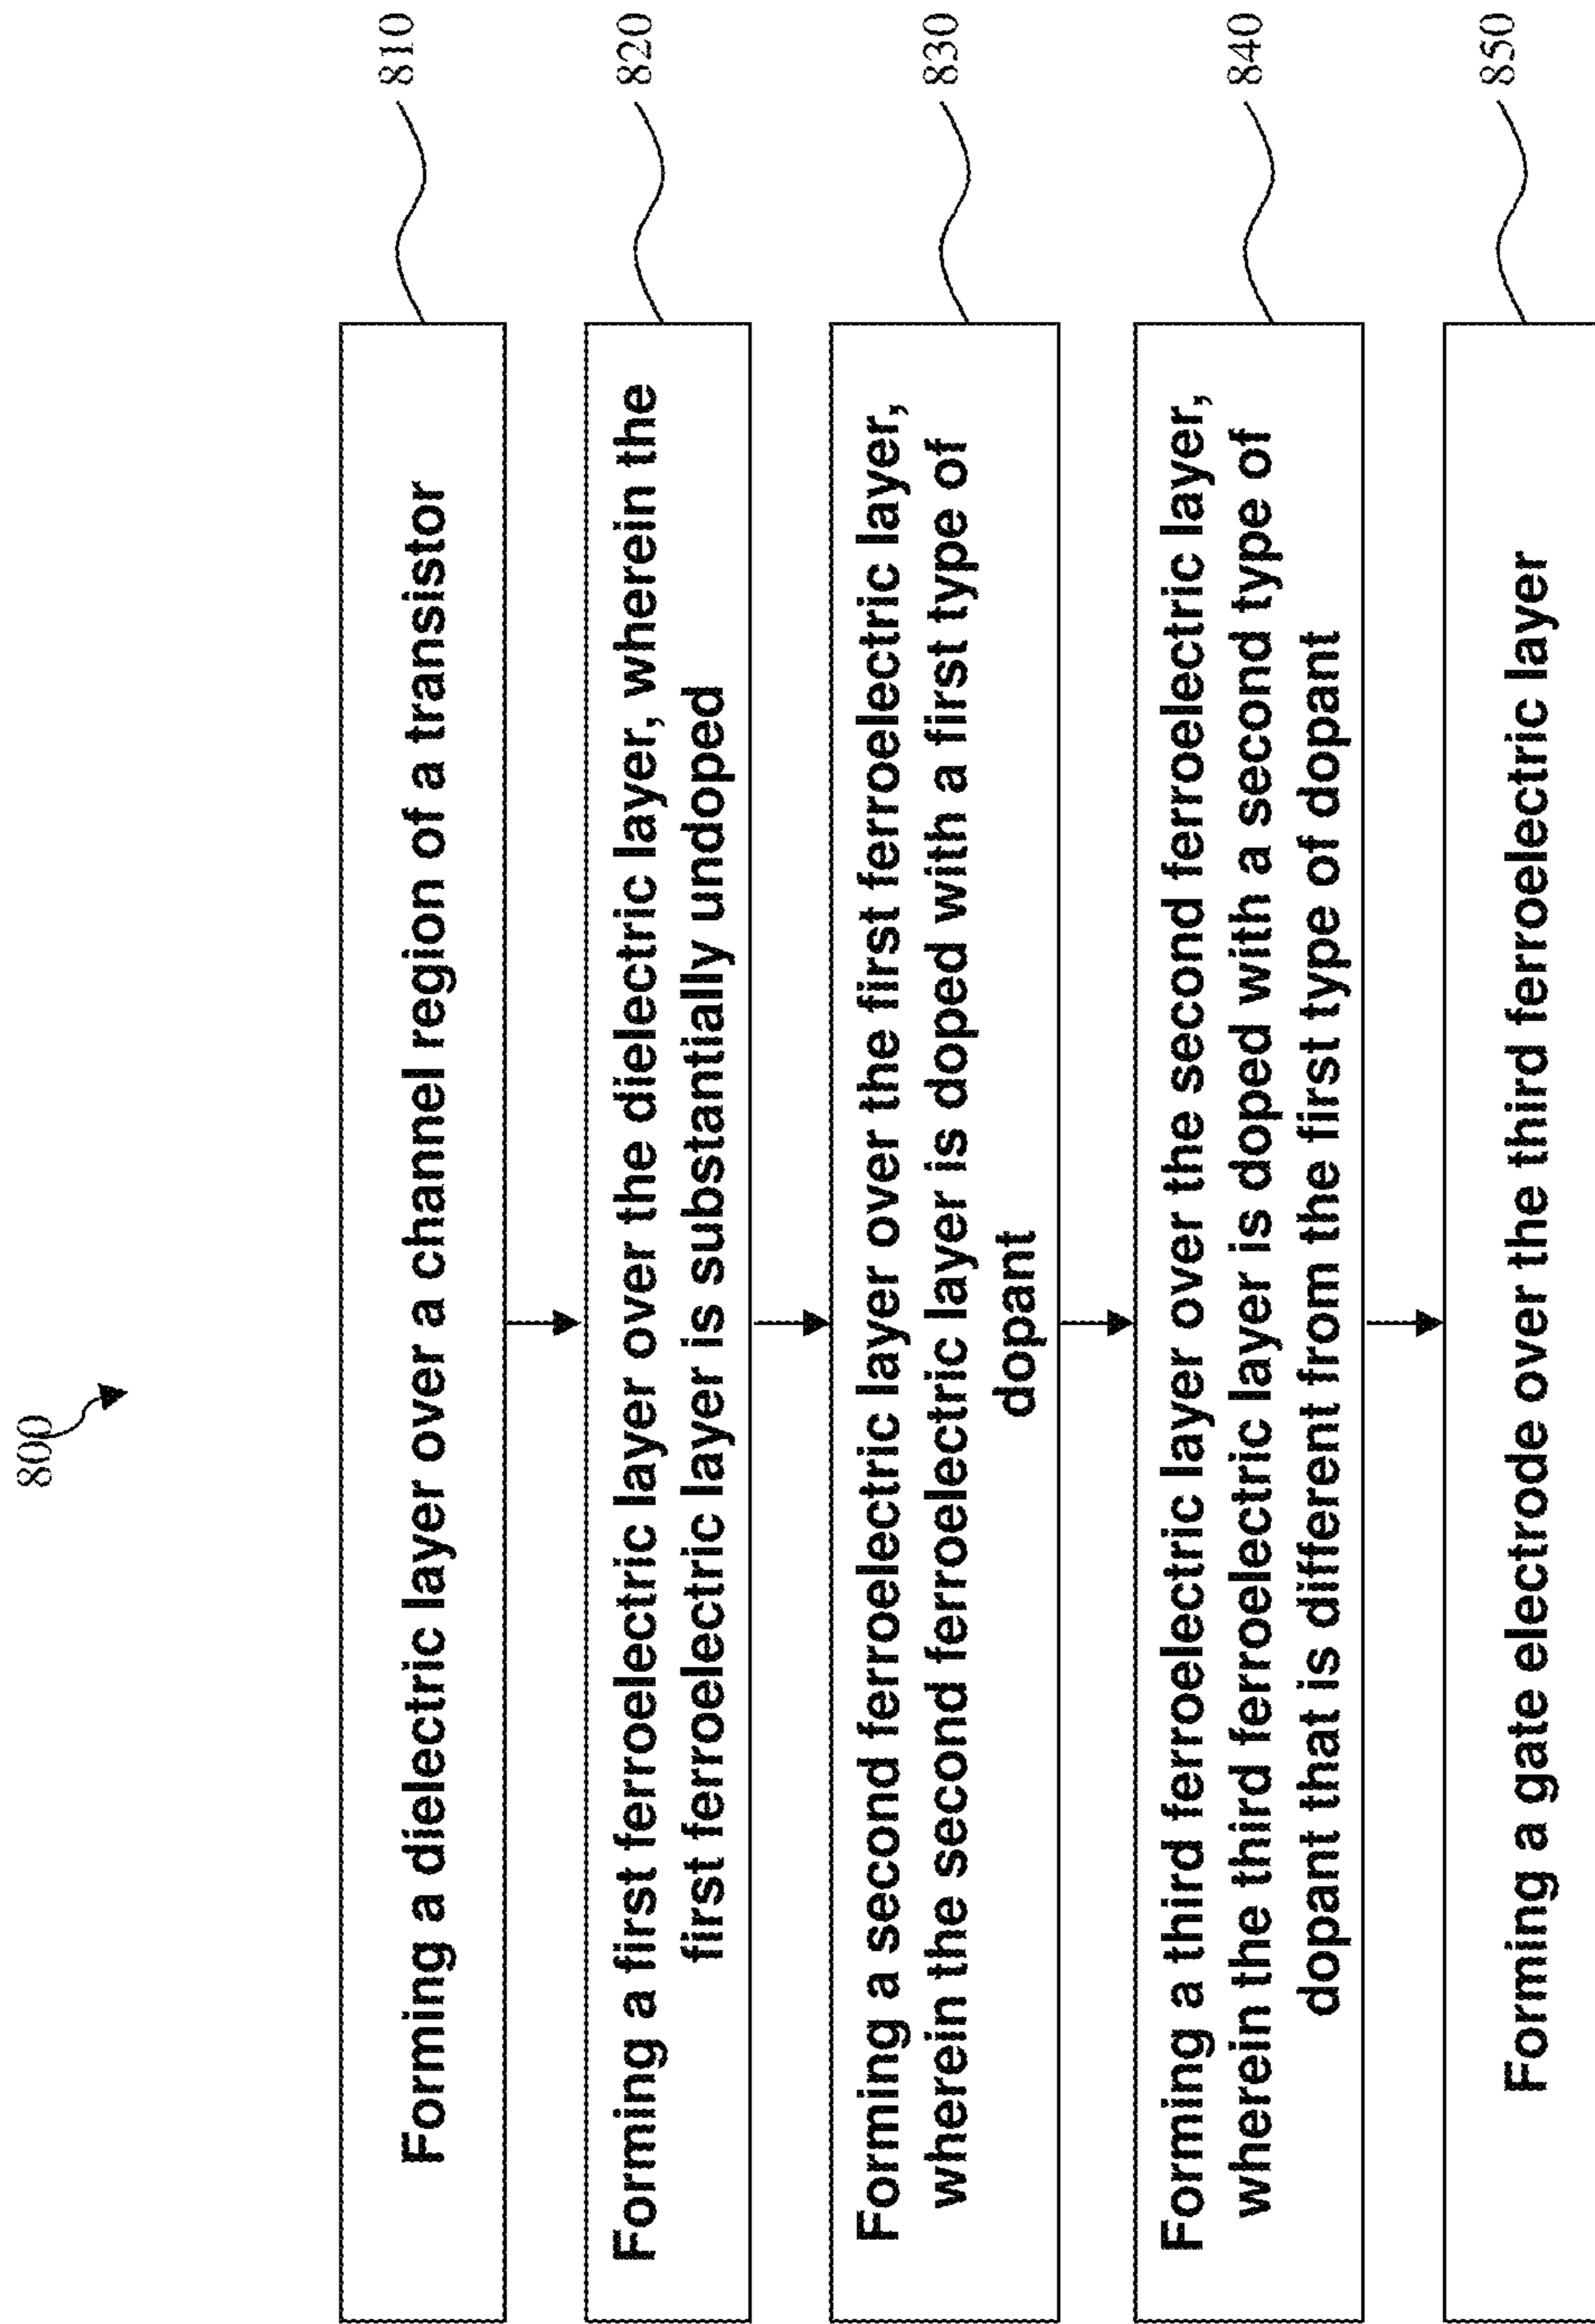 800
Forming a dielectric layer over a channel region of a transistor
810
Forming a first ferroelectric layer over the dielectric layer, wherein the
first ferroelectric layer is substantially undoped
820
Forming a second ferroelectric layer over the first ferroelectric layer,
wherein the second ferroelectric layer is doped with a first type of
dopant
830
Forming a third ferroelectric layer over the second ferroelectric layer,
wherein the third ferroelectric layer is doped with a second type of
dopant that is different from the first type of dopant
840
Forming a gate electrode over the third ferroelectric layer
850